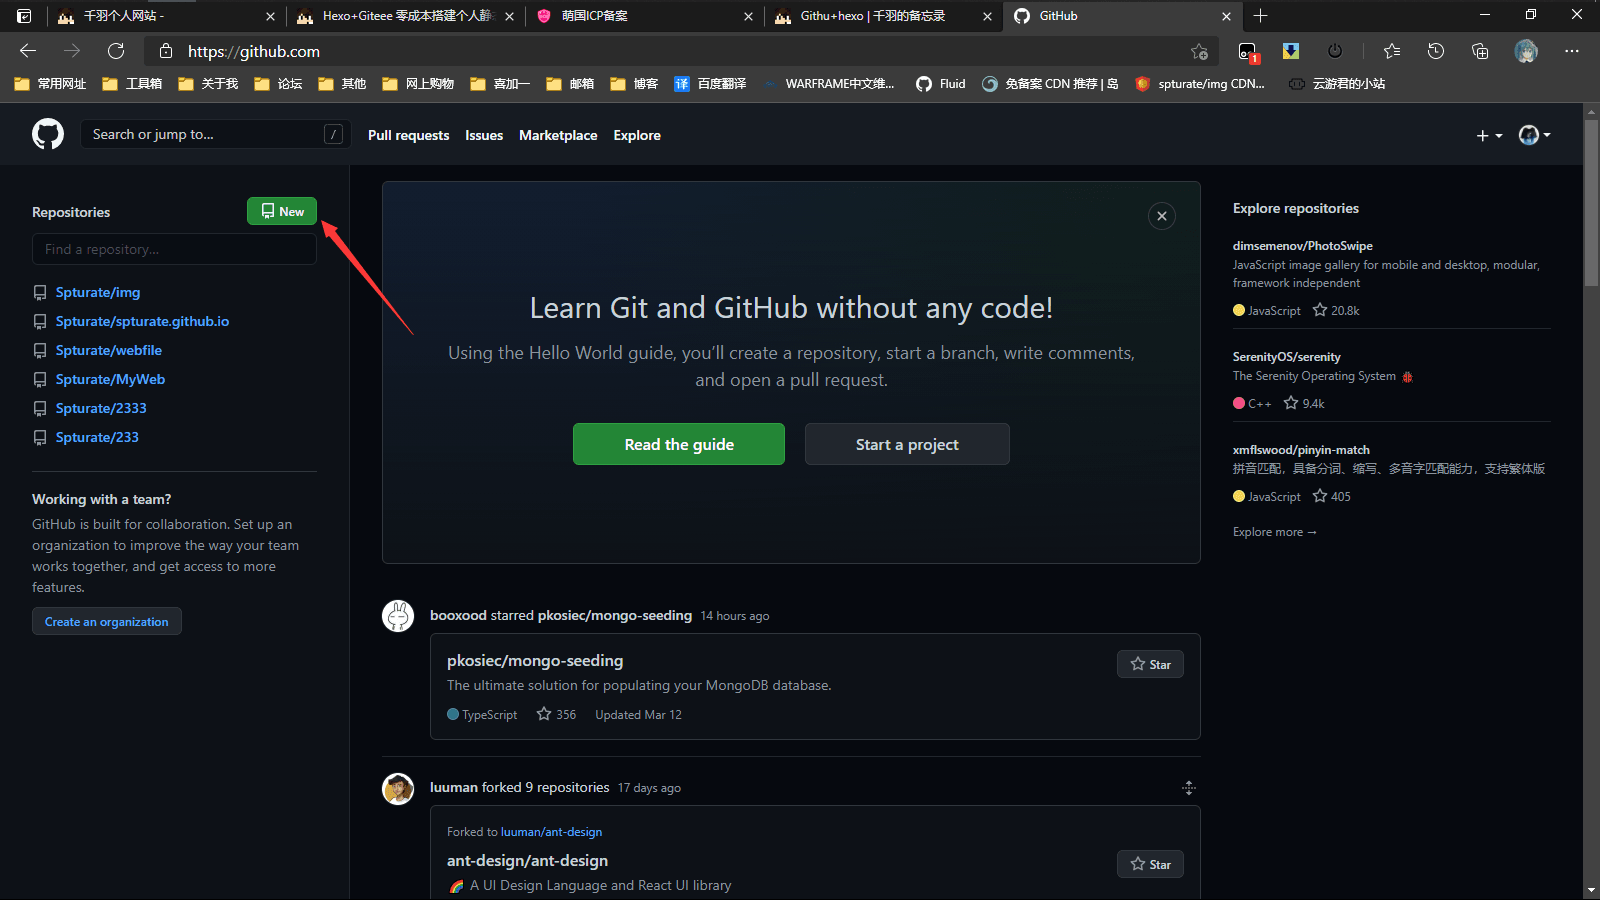 千羽个人网站 -
Hexo+Giteee 零成本搭建个人静
萌国ICP备案
Githu+hexo | 千羽的备忘录
GitHub
https://github.com
1
常用网址
工具箱
关于我
论坛
其他
网上购物
喜加一
邮箱
博客
译 百度翻译
WARFRAME中文维...
Fluid
免备案 CDN 推荐 | 岛
spturate/img CDN...
云游君的小站
Search or jump to...
/
Pull requests
Issues
Marketplace
Explore
Repositories
New
Find a repository...
Spturate/img
Spturate/spturate.github.io
Spturate/webfile
Spturate/MyWeb
Spturate/2333
Spturate/233
Working with a team?
GitHub is built for collaboration. Set up an
organization to improve the way your team
works together, and get access to more
features.
Create an organization
Learn Git and GitHub without any code!
Using the Hello World guide, you’ll create a repository, start a branch, write comments,
and open a pull request.
Read the guide
Start a project
booxood starred pkosiec/mongo-seeding 14 hours ago
pkosiec/mongo-seeding
Star
The ultimate solution for populating your MongoDB database.
TypeScript
356
Updated Mar 12
luuman forked 9 repositories 17 days ago
Forked to luuman/ant-design
ant-design/ant-design
Star
🌈 A UI Design Language and React UI library
Explore repositories
dimsemenov/PhotoSwipe
JavaScript image gallery for mobile and desktop, modular,
framework independent
JavaScript
20.8k
SerenityOS/serenity
The Serenity Operating System 🐞
C++
9.4k
xmflswood/pinyin-match
拼音匹配，具备分词、缩写、多音字匹配能力，支持繁体版
JavaScript
405
Explore more →